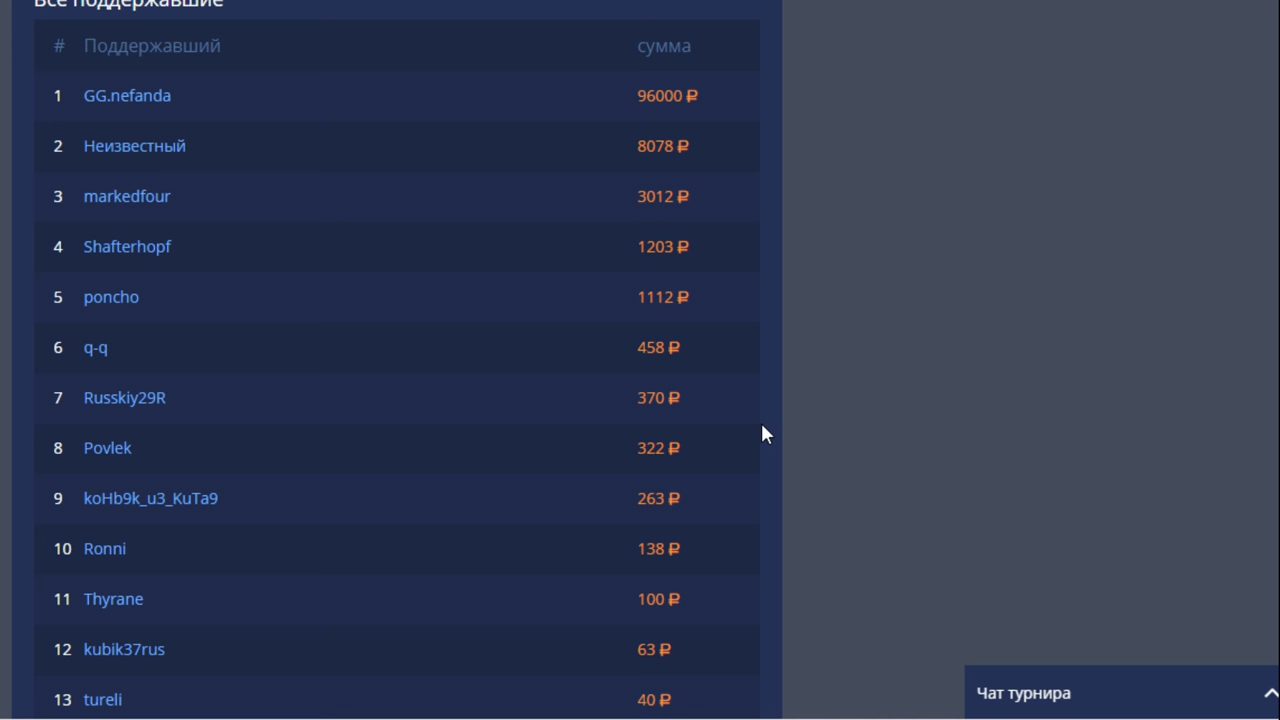 Все поддержавшие
# Поддержавший сумма
1 GG.nefanda 96000 ₽
2 Неизвестный 8078 ₽
3 markedfour 3012 ₽
4 Shafterhopf 1203 ₽
5 poncho 1112 ₽
6 q-q 458 ₽
7 Russkiy29R 370 ₽
8 Povlek 322 ₽
9 koHb9k_u3_KuTa9 263 ₽
10 Ronni 138 ₽
11 Thyrane 100 ₽
12 kubik37rus 63 ₽
13 tureli 40 ₽
Чат турнира